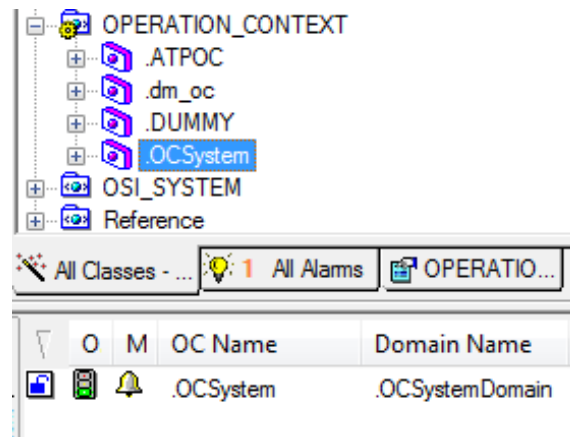 OPERATION_CONTEXT
.ATPOC
.dm_oc
.DUMMY
.OCSystem
OSI_SYSTEM
Reference
All Classes - ... 1 All Alarms OPERATIO...
O M OC Name Domain Name
.OCSystem .OCSystemDomain